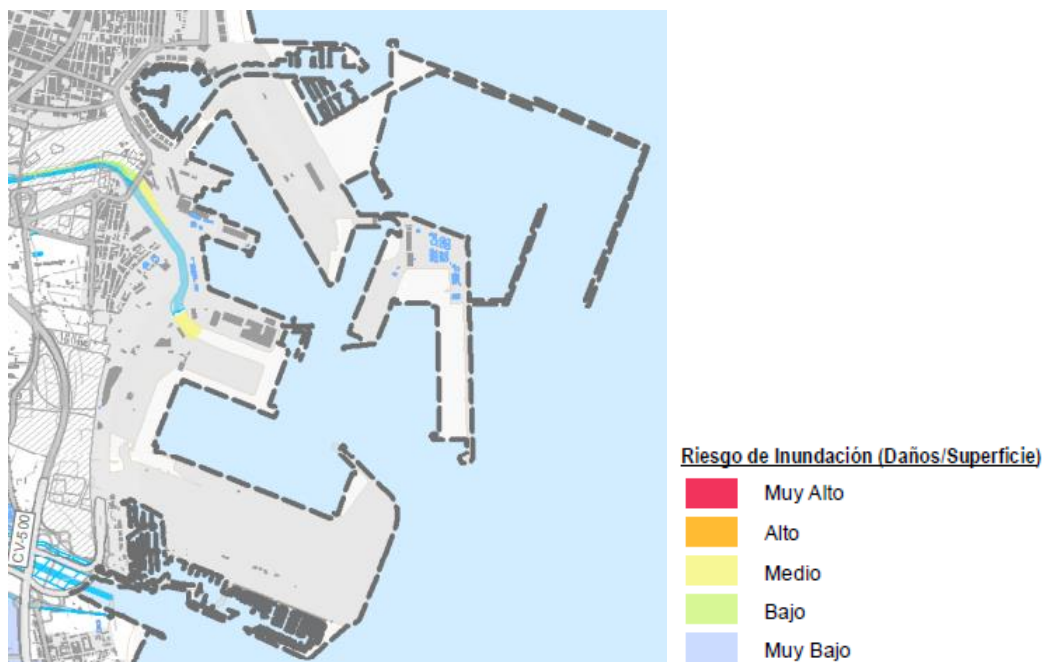 CV-500
Riesgo de Inundación (Daños/Superficie)
Muy Alto
Alto
Medio
Bajo
Muy Bajo